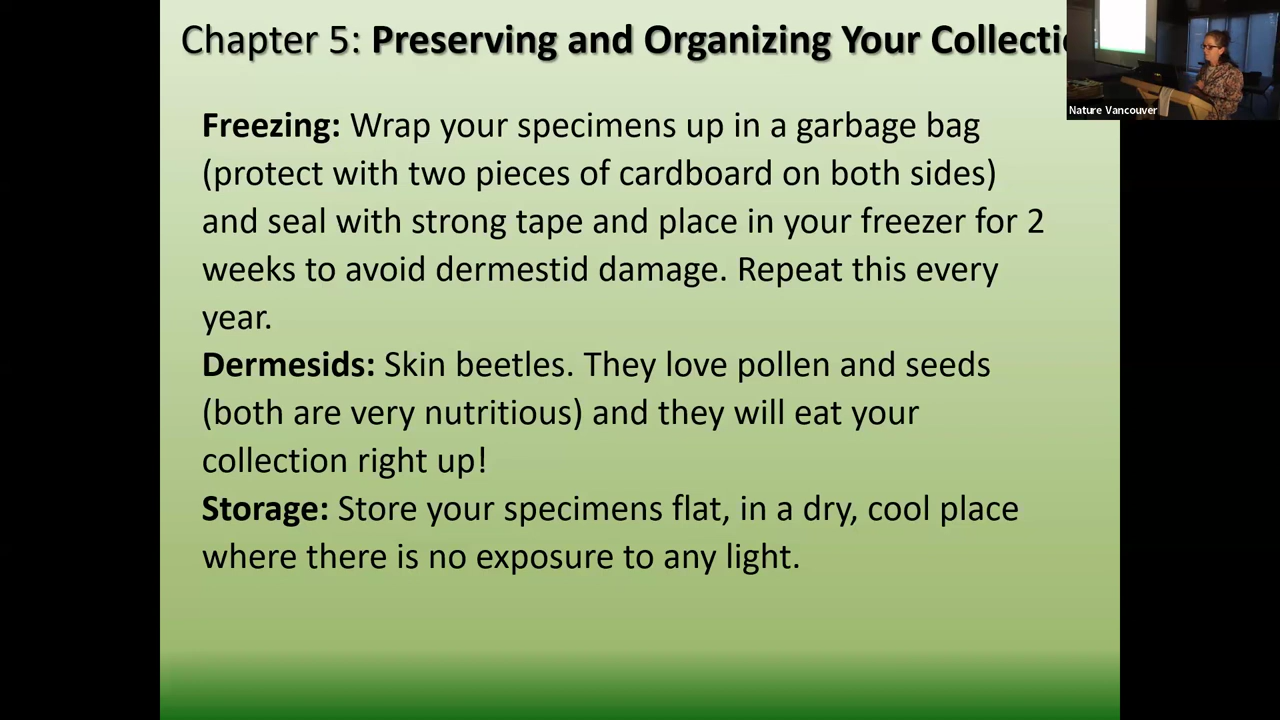 Chapter 5: Preserving and Organizing Your Collecti
Nature Vancouver
Freezing: Wrap your specimens up in a garbage bag
(protect with two pieces of cardboard on both sides)
and seal with strong tape and place in your freezer for 2
weeks to avoid dermestid damage. Repeat this every
year.
Dermesids: Skin beetles. They love pollen and seeds
(both are very nutritious) and they will eat your
collection right up!
Storage: Store your specimens flat, in a dry, cool place
where there is no exposure to any light.